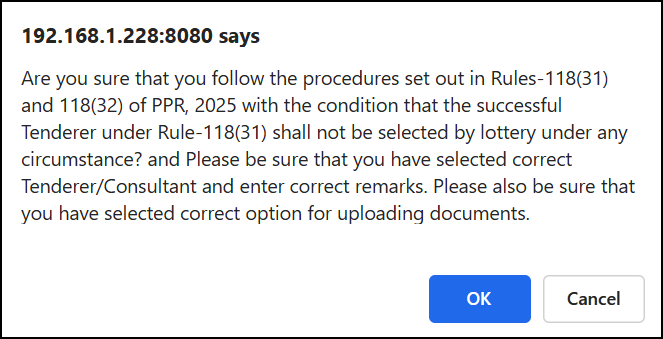 192.168.1.228:8080 says
Are you sure that you follow the procedures set out in Rules-118(31)
and 118(32) of PPR, 2025 with the condition that the successful
Tenderer under Rule-118(31) shall not be selected by lottery under any
circumstance? and Please be sure that you have selected correct
Tenderer/Consultant and enter correct remarks. Please also be sure that
you have selected correct option for uploading documents.
OK
Cancel